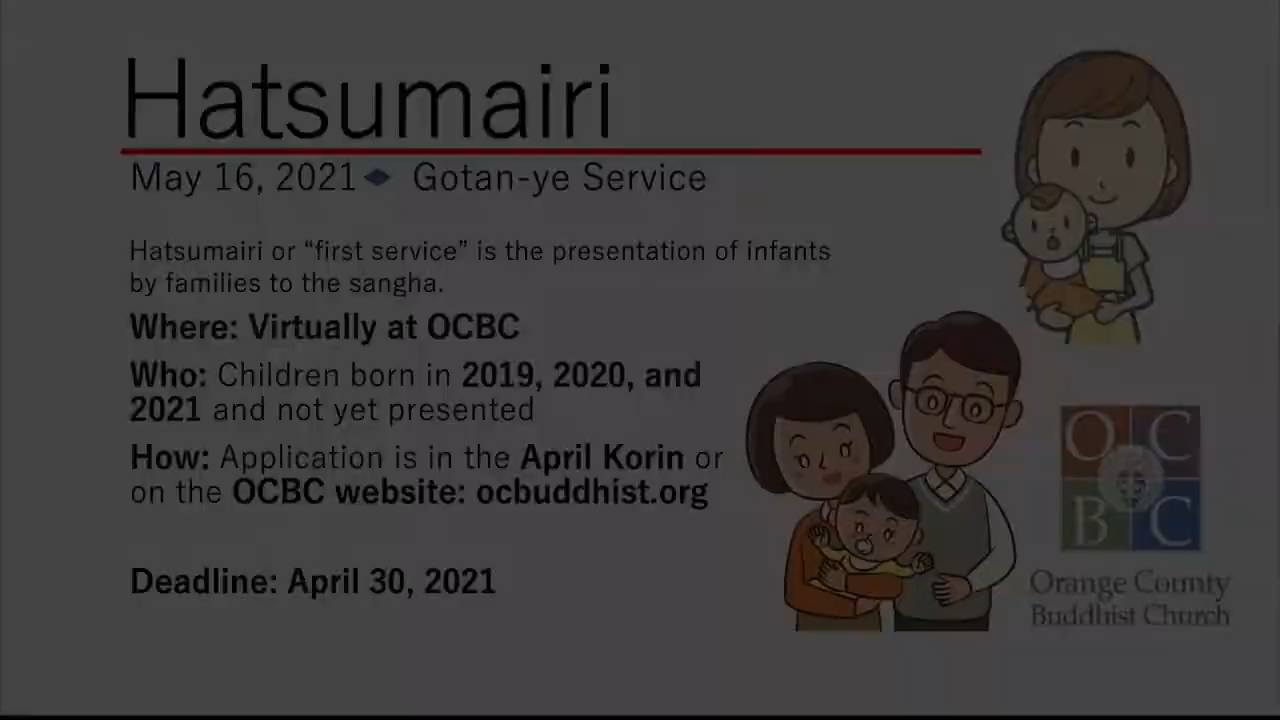 Hatsumairi
May 16, 2021 Gotan-ye Service
Hatsumairi or “first service” is the presentation of infants
by families to the sangha.
Where: Virtually at OCBC
Who: Children born in 2019, 2020, and
2021 and not yet presented
How: Application is in the April Korin or
on the OCBC website: ocbuddhist.org
Deadline: April 30, 2021
O C
B C
Orange County
Buddhist Church